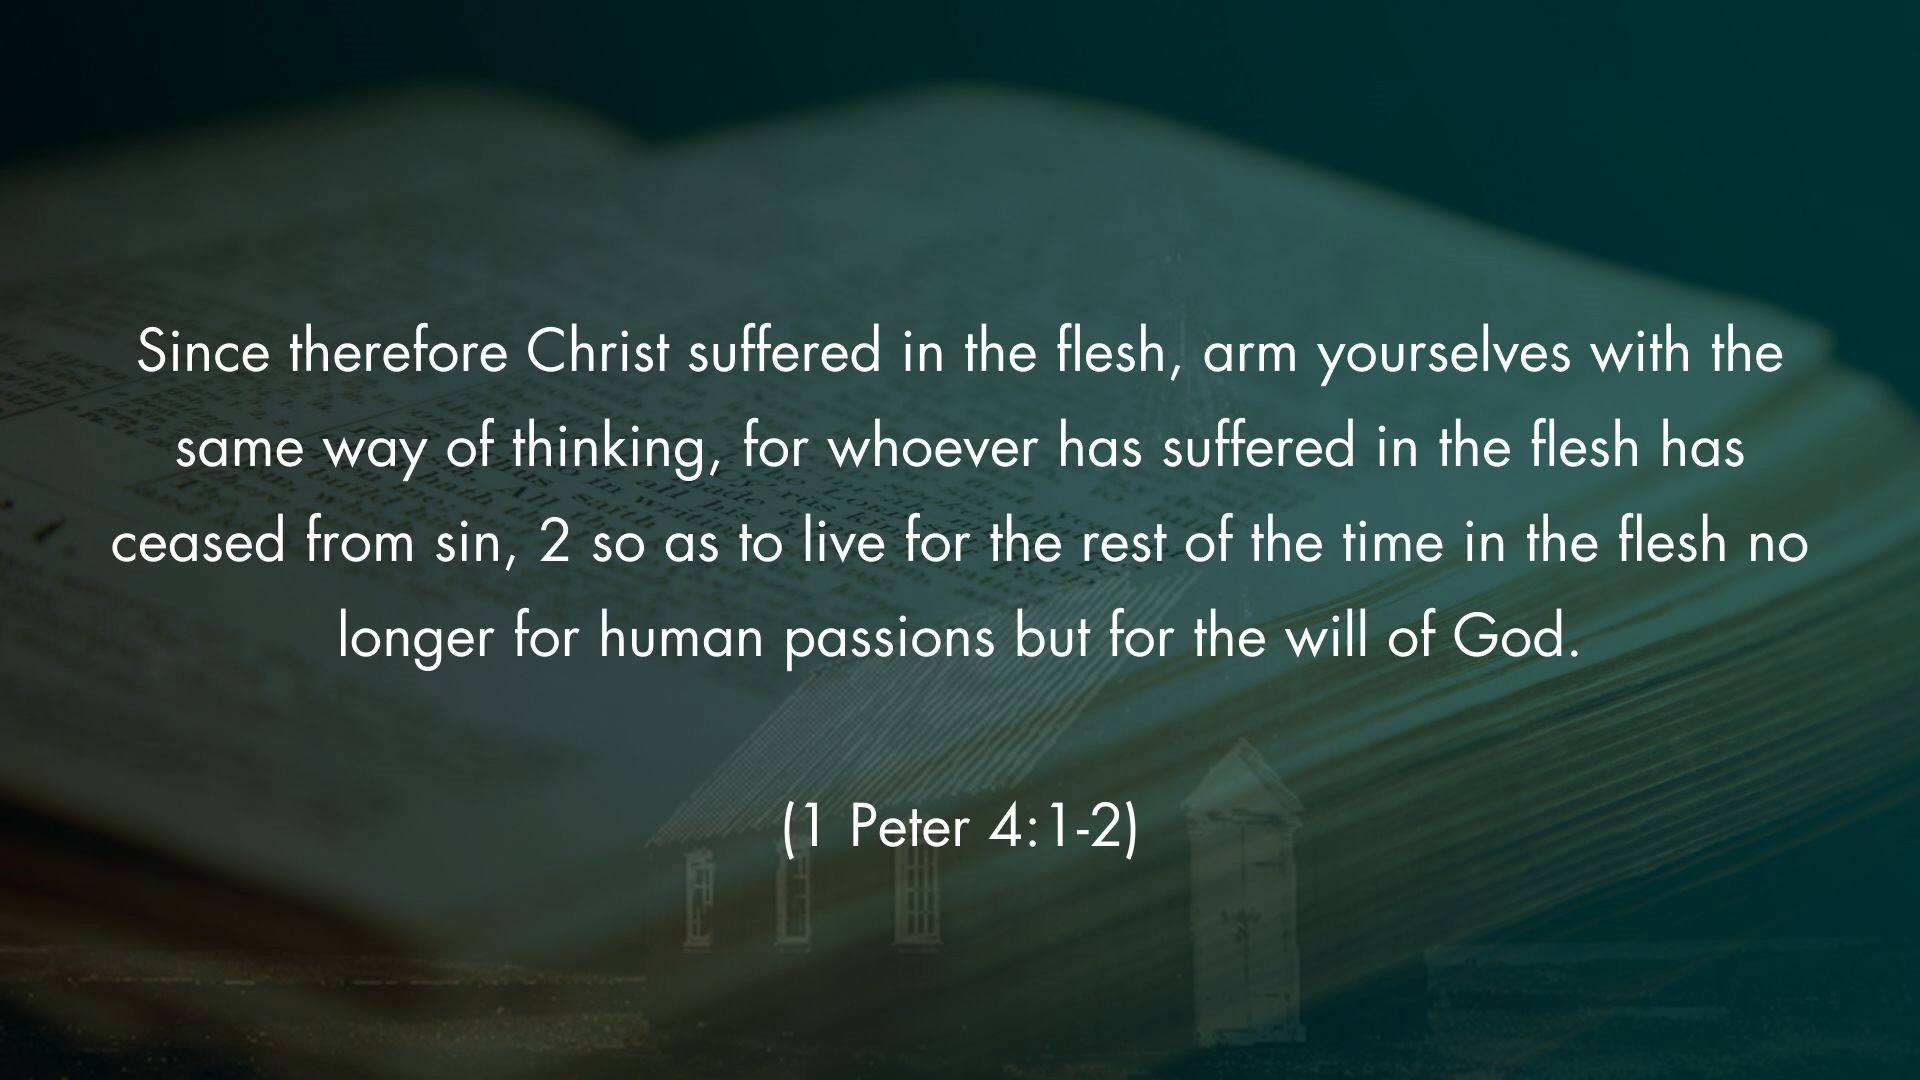 Since therefore Christ suffered in the flesh, arm yourselves with the
same way of thinking, for whoever has suffered in the flesh has
ceased from sin, 2 so as to live for the rest of the time in the flesh no
longer for human passions but for the will of God.
(1 Peter 4:1-2)